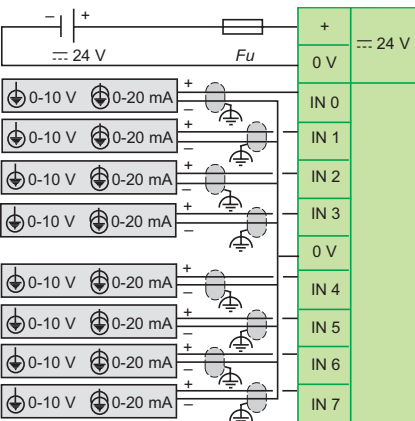 – +
24 V
Fu
+
0 V
24 V
0-10 V 0-20 mA + –
IN 0
0-10 V 0-20 mA + –
IN 1
0-10 V 0-20 mA + –
IN 2
0-10 V 0-20 mA + –
IN 3
0 V
0-10 V 0-20 mA + –
IN 4
0-10 V 0-20 mA + –
IN 5
0-10 V 0-20 mA + –
IN 6
0-10 V 0-20 mA + –
IN 7